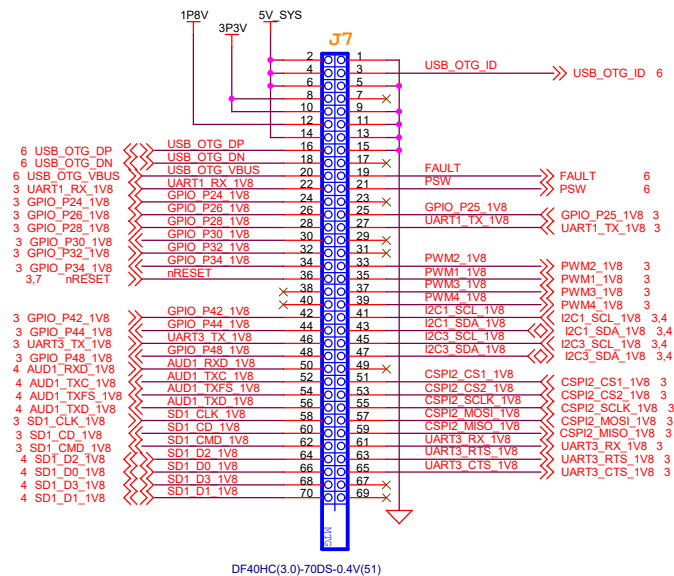 1P8V
5V_SYS
3P3V
J7
2 1
4 3 USB_OTG_ID USB_OTG_ID 6
6 5
8 7
10 9
12 11
14 13
6 USB_OTG_DP USB_OTG_DP 16 15
6 USB_OTG_DN USB_OTG_DN 18 17
6 USB_OTG_VBUS USB_OTG_VBUS 20 19 FAULT FAULT 6
3 UART1_RX_1V8 UART1_RX_1V8 22 21 PSW PSW 6
3 GPIO_P24_1V8 GPIO_P24_1V8 24 23
3 GPIO_P26_1V8 GPIO_P26_1V8 26 25 GPIO_P25_1V8 GPIO_P25_1V8 3
3 GPIO_P28_1V8 GPIO_P28_1V8 28 27 UART1_TX_1V8 UART1_TX_1V8 3
3 GPIO_P30_1V8 GPIO_P30_1V8 30 29
3 GPIO_P32_1V8 GPIO_P32_1V8 32 31
3 GPIO_P34_1V8 GPIO_P34_1V8 34 33 PWM2_1V8 PWM2_1V8 3
3,7 nRESET nRESET 36 35 PWM1_1V8 PWM1_1V8 3
38 37 PWM3_1V8 PWM3_1V8 3
40 39 PWM4_1V8 PWM4_1V8 3
3 GPIO_P42_1V8 GPIO_P42_1V8 42 41 I2C1_SCL_1V8 I2C1_SCL_1V8 3,4
3 GPIO_P44_1V8 GPIO_P44_1V8 44 43 I2C1_SDA_1V8 I2C1_SDA_1V8 3,4
3 UART3_TX_1V8 UART3_TX_1V8 46 45 I2C3_SCL_1V8 I2C3_SCL_1V8 3,4
3 GPIO_P48_1V8 GPIO_P48_1V8 48 47 I2C3_SDA_1V8 I2C3_SDA_1V8 3,4
4 AUD1_RXD_1V8 AUD1_RXD_1V8 50 49
4 AUD1_TXC_1V8 AUD1_TXC_1V8 52 51 CSPI2_CS1_1V8 CSPI2_CS1_1V8 3
4 AUD1_TXFS_1V8 AUD1_TXFS_1V8 54 53 CSPI2_CS2_1V8 CSPI2_CS2_1V8 3
4 AUD1_TXD_1V8 AUD1_TXD_1V8 56 55 CSPI2_SCLK_1V8 CSPI2_SCLK_1V8 3
3 SD1_CLK_1V8 SD1_CLK_1V8 58 57 CSPI2_MOSI_1V8 CSPI2_MOSI_1V8 3
3 SD1_CD_1V8 SD1_CD_1V8 60 59 CSPI2_MISO_1V8 CSPI2_MISO_1V8 3
3 SD1_CMD_1V8 SD1_CMD_1V8 62 61 UART3_RX_1V8 UART3_RX_1V8 3
4 SD1_D2_1V8 SD1_D2_1V8 64 63 UART3_RTS_1V8 UART3_RTS_1V8 3
4 SD1_D0_1V8 SD1_D0_1V8 66 65 UART3_CTS_1V8 UART3_CTS_1V8 3
4 SD1_D3_1V8 SD1_D3_1V8 68 67
4 SD1_D1_1V8 SD1_D1_1V8 70 69
MTG
DF40HC(3.0)-70DS-0.4V(51)